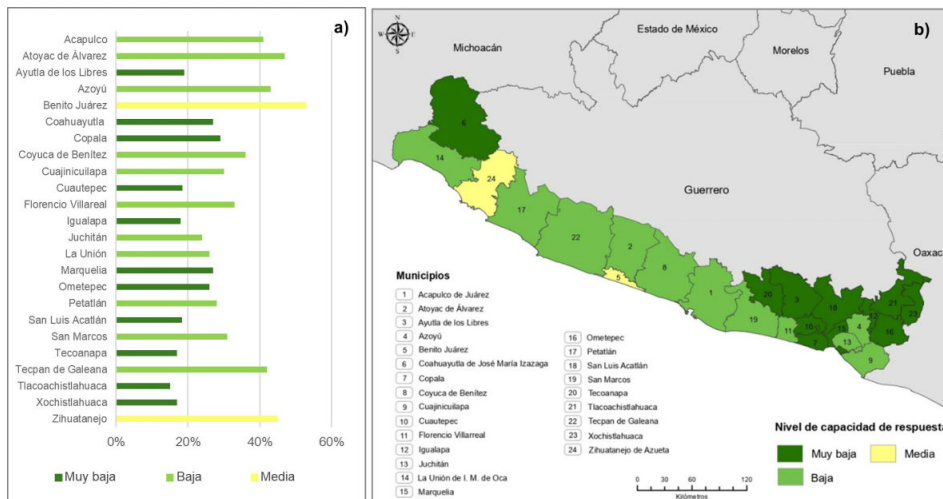 a)
Acapulco
Atoyac de Álvarez
Ayutla de los Libres
Azoyú
Benito Juárez
Coahuayutla
Copala
Coyuca de Benítez
Cuajinicuilapa
Cuautepec
Florencio Villareal
Igualapa
Juchitán
La Unión
Marquelia
Ometepec
Petatlán
San Luis Acatlán
San Marcos
Tecoanapa
Tecpan de Galeana
Tlacoachistlahuaca
Xochistlahuaca
Zihuatanejo
0% 20% 40% 60%
Muy baja Baja Media
b)
N
W E
S
Michoacán
Estado de México
Morelos
Puebla
Guerrero
Oaxaca
6
14
24
17
22
2
5
8
1
19
11
20
3
10
7
18
15
13
4
12
21
16
23
9
Municipios
1 Acapulco de Juárez
2 Atoyac de Álvarez
3 Ayutla de los Libres
4 Azoyú
5 Benito Juárez
6 Coahuayutla de José María Izazaga
7 Copala
8 Coyuca de Benítez
9 Cuajinicuilapa
10 Cuautepec
11 Florencio Villarreal
12 Igualapa
13 Juchitán
14 La Unión de I. M. de Oca
15 Marquelia
16 Ometepec
17 Petatlán
18 San Luis Acatlán
19 San Marcos
20 Tecoanapa
21 Tlacoachistlahuaca
22 Tecpan de Galeana
23 Xochistlahuaca
24 Zihuatanejo de Azueta
0 15 30 60 90 120
Kilómetros
Nivel de capacidad de respuesta
Muy baja Media
Baja